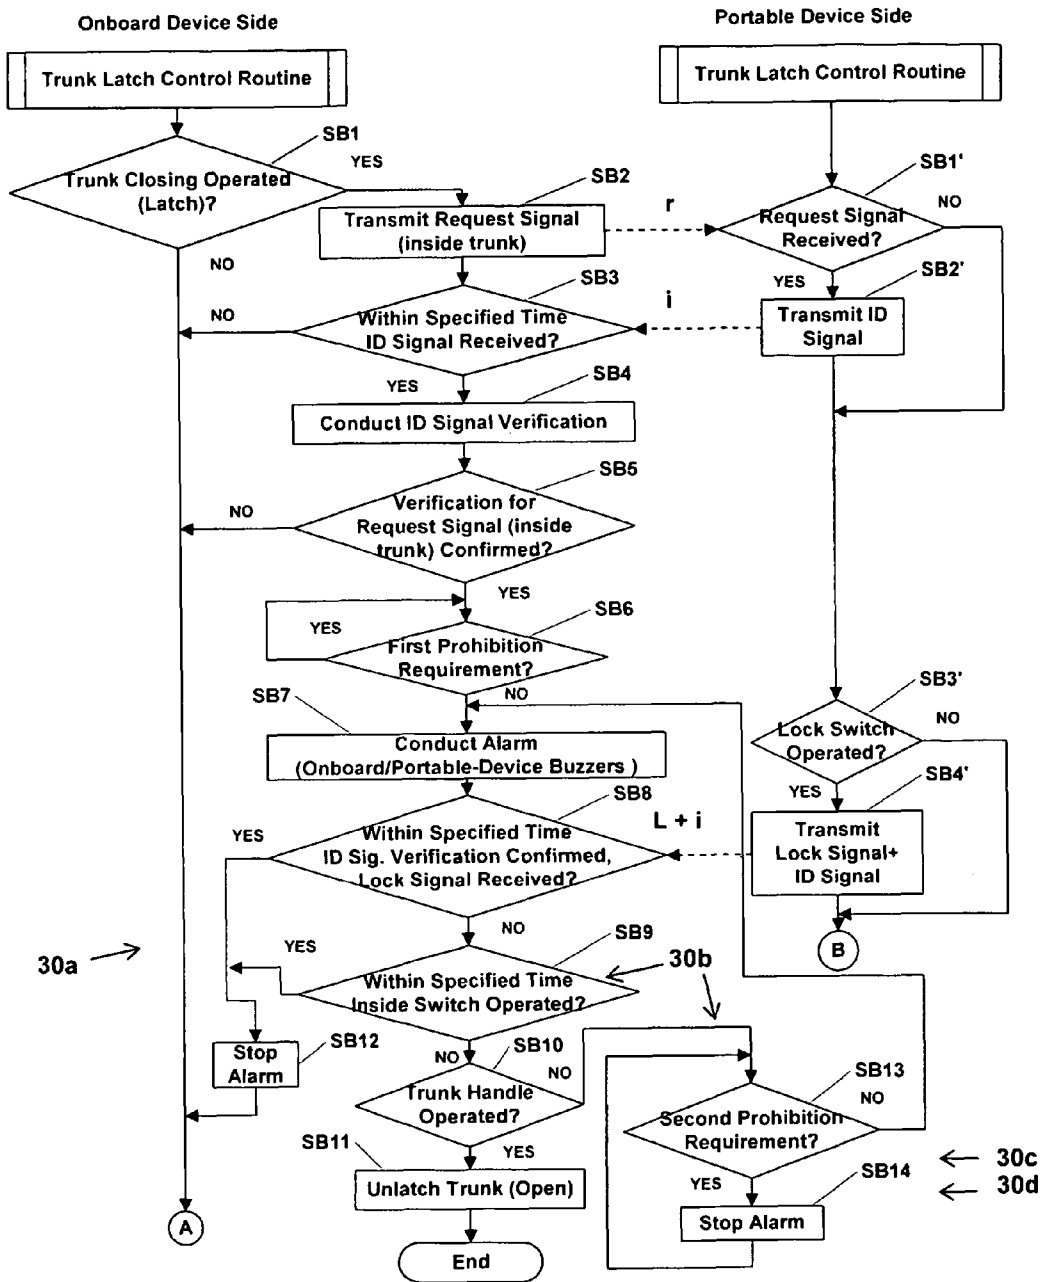 Onboard Device Side
Portable Device Side
Trunk Latch Control Routine
Trunk Latch Control Routine
SB1
YES
Trunk Closing Operated
(Latch)?
NO
SB2
Transmit Request Signal
(inside trunk)
r
SB1'
NO
Request Signal
Received?
YES
SB2'
Transmit ID
Signal
i
SB3
NO
Within Specified Time
ID Signal Received?
YES
SB4
Conduct ID Signal Verification
SB5
NO
Verification for
Request Signal (inside
trunk) Confirmed?
YES
SB6
YES
First Prohibition
Requirement?
NO
SB7
Conduct Alarm
(Onboard/Portable-Device Buzzers )
SB3'
Lock Switch
Operated?
NO
YES
SB4'
Transmit
Lock Signal+
ID Signal
B
L + i
SB8
YES
Within Specified Time
ID Sig. Verification Confirmed,
Lock Signal Received?
NO
SB9
YES
Within Specified Time
Inside Switch Operated?
NO
30a
30b
SB12
Stop
Alarm
SB10
NO
Trunk Handle
Operated?
YES
SB11
Unlatch Trunk (Open)
End
SB13
NO
Second Prohibition
Requirement?
YES
SB14
Stop Alarm
30c
30d
A